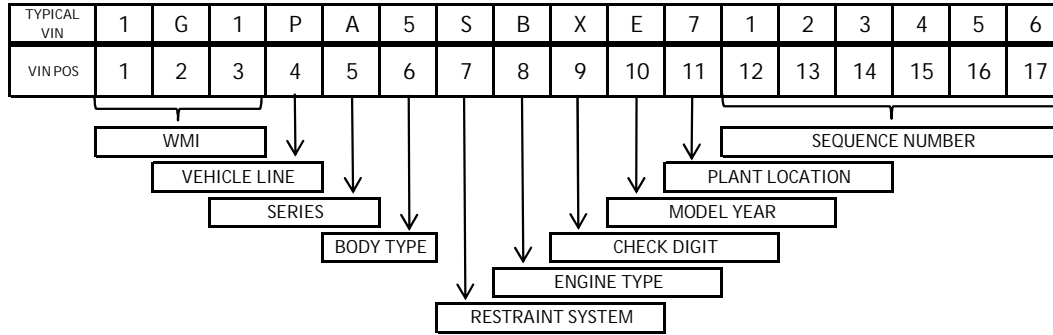 TYPICAL VIN 1 G 1 P A 5 S B X E 7 1 2 3 4 5 6
VIN POS 1 2 3 4 5 6 7 8 9 10 11 12 13 14 15 16 17
WMI SEQUENCE NUMBER
VEHICLE LINE PLANT LOCATION
SERIES MODEL YEAR
BODY TYPE CHECK DIGIT
ENGINE TYPE
RESTRAINT SYSTEM